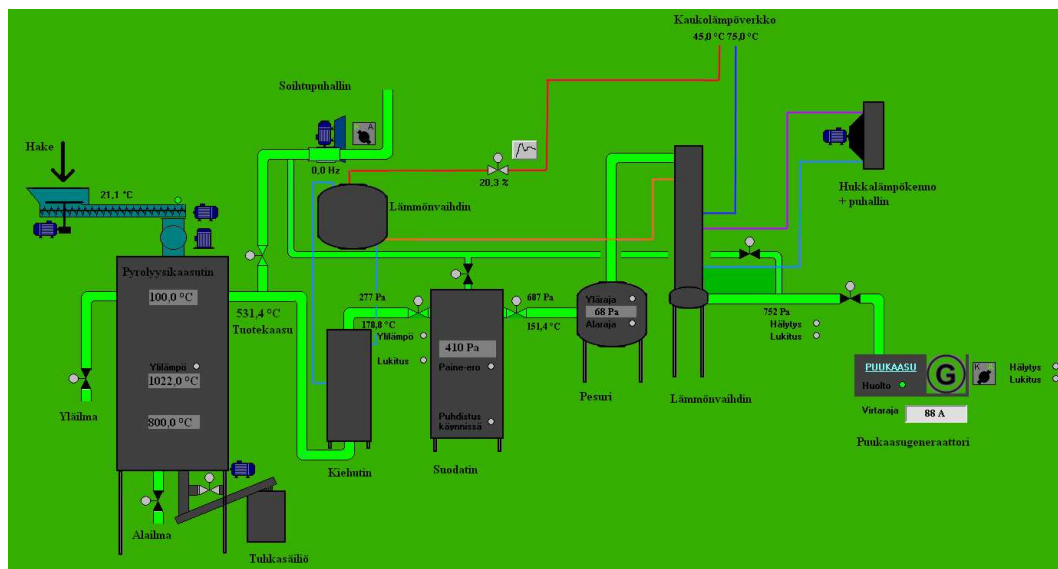 Kaukolämpöverkko
45,0 °C 75,0 °C
Soihtupuhallin
A
Hake
0,0 Hz
20,3 %
21,1 °C
Lämmönvaihdin
Hukkalämpökenno
+ puhallin
Pyrolyysikaasutin
100,0 °C
531,4 °C
Tuotekaasu
277 Pa
178,8 °C
687 Pa
151,4 °C
Yläraja
68 Pa
Alaraja
752 Pa
Hälytys
Lukitus
Ylilämpö
Lukitus
410 Pa
Paine-ero
Ylilämpö
1022,0 °C
800,0 °C
Puhdistus
käynnissä
PUUKAASU
Huolto
G
K
Hälytys
Lukitus
Virtaraja
88 A
Puukaasugeneraattori
Yläilma
Pesuri
Lämmönvaihdin
Kiehutin
Suodatin
Alailma
Tuhkasäiliö